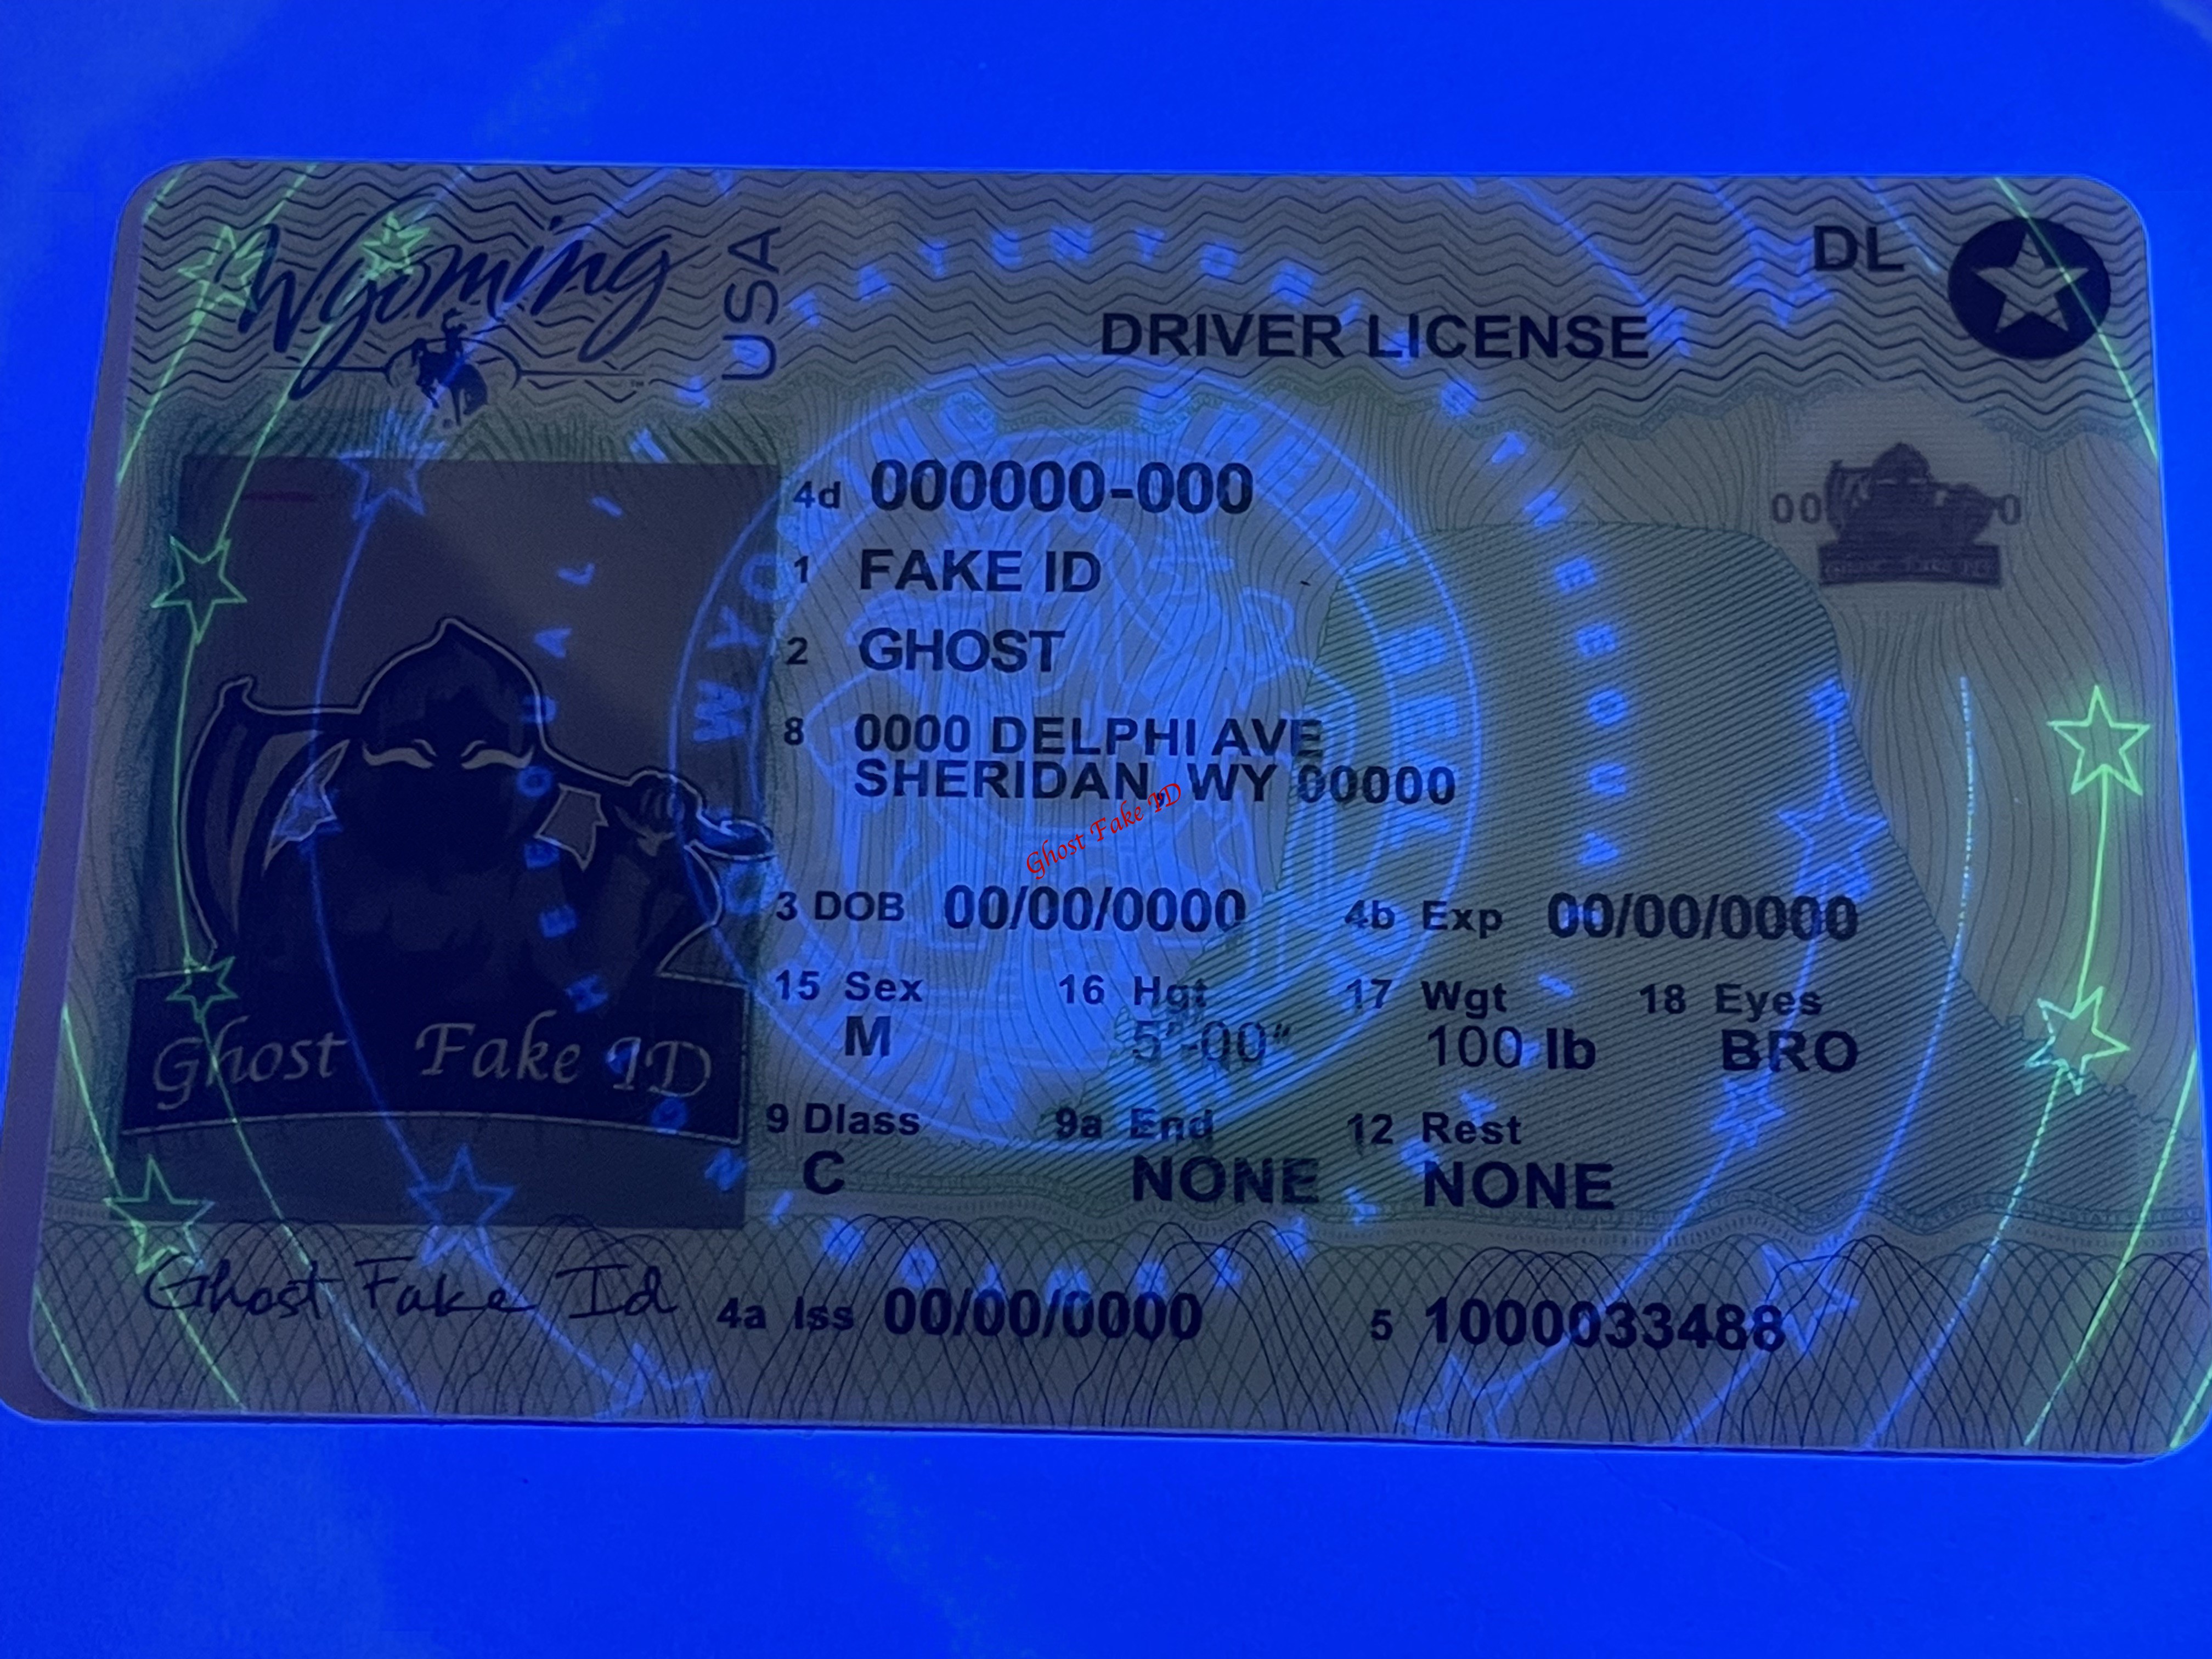 Wyoming
USA
DL
DRIVER LICENSE
4d 000000-000
1 FAKE ID
2 GHOST
8 0000 DELPHI AVE
SHERIDAN, WY 00000
Ghost Fake ID
3 DOB 00/00/0000 4b Exp 00/00/0000
15 Sex 16 Hgt 17 Wgt 18 Eyes
M 5'-00" 100 lb BRO
Ghost Fake ID
9 Dlass 9a End 12 Rest
C NONE NONE
Ghost Fake Id
4a Iss 00/00/0000 5 1000033488